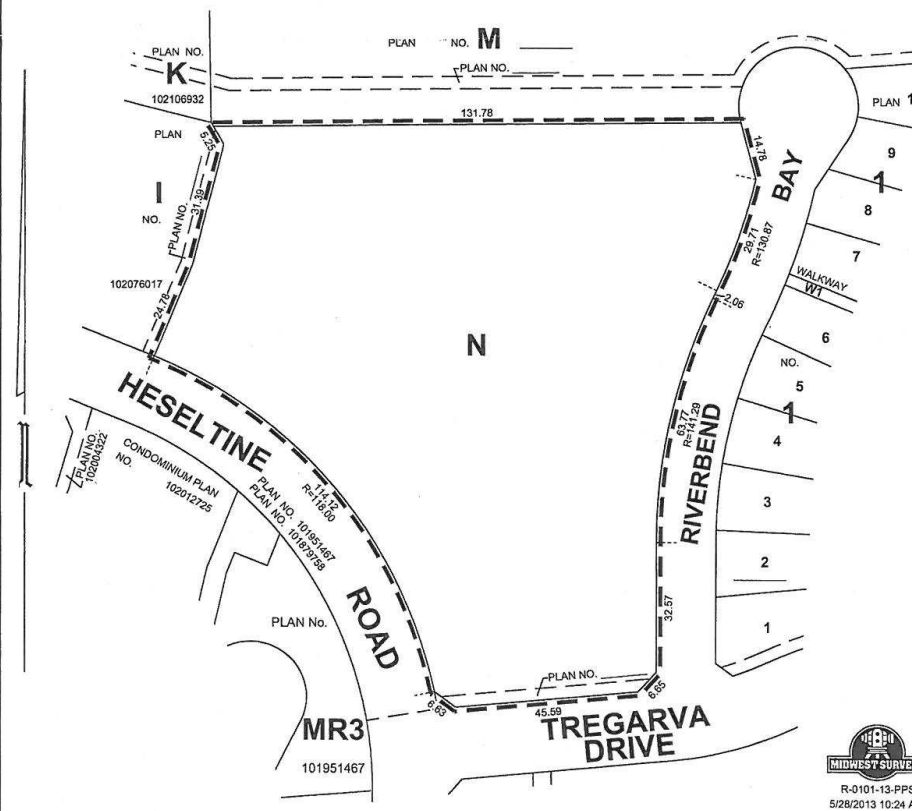 PLAN NO. M
PLAN NO.
K
102106932
PLAN NO.
131.78
PLAN
5.25
I
NO.
PLAN NO.
31.39
102076017
24.78
14.78
BAY
29.71
R=130.87
2.06
PLAN 1
9
1
8
7
WALKWAY
W1
6
NO.
5
1
4
3
2
1
N
HESELTINE
ROAD
114.12
R=118.00
PLAN NO. 101951467
PLAN NO. 101879758
PLAN NO.
102004322
CONDOMINIUM PLAN
NO.
102012725
63.77
R=141.29
RIVERBEND
32.57
PLAN No.
MR3
101951467
PLAN NO.
6.63
45.59
6.65
TREGARVA
DRIVE
MIDWEST SURVE
R-0101-13-PPS
5/28/2013 10:24 A